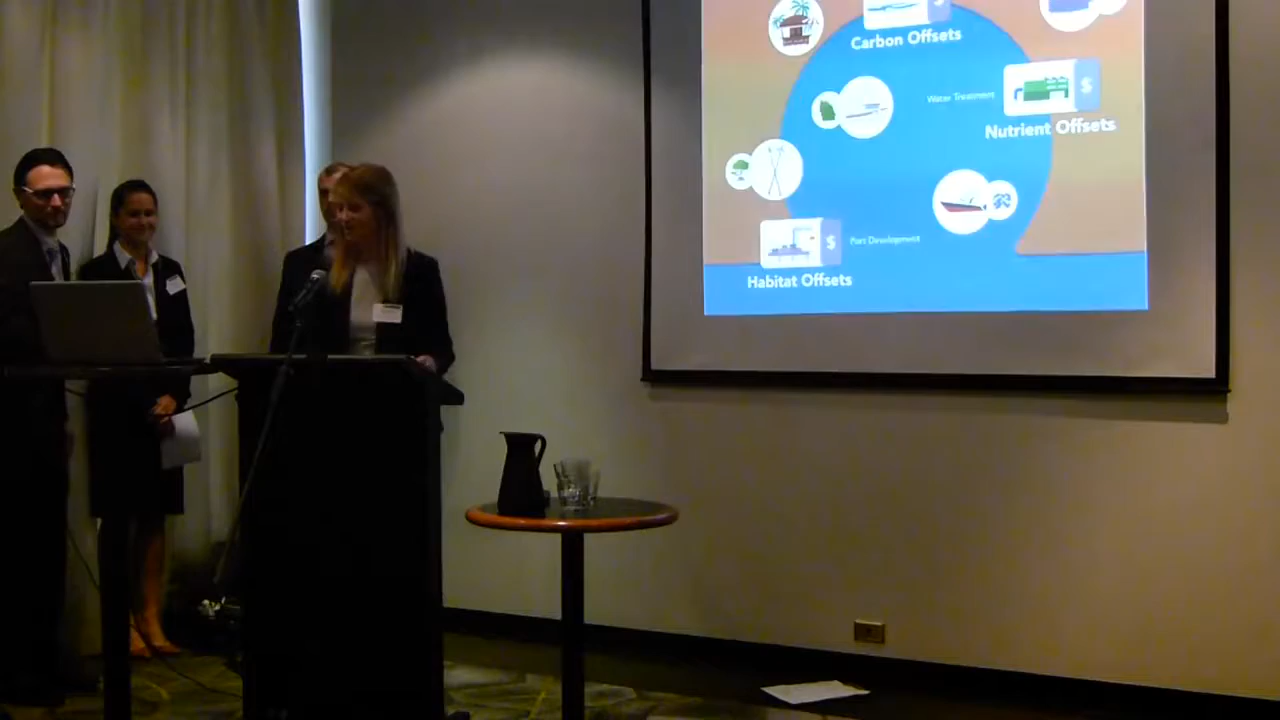 Carbon Offsets
Water Treatment
$
Nutrient Offsets
$
Port Development
Habitat Offsets